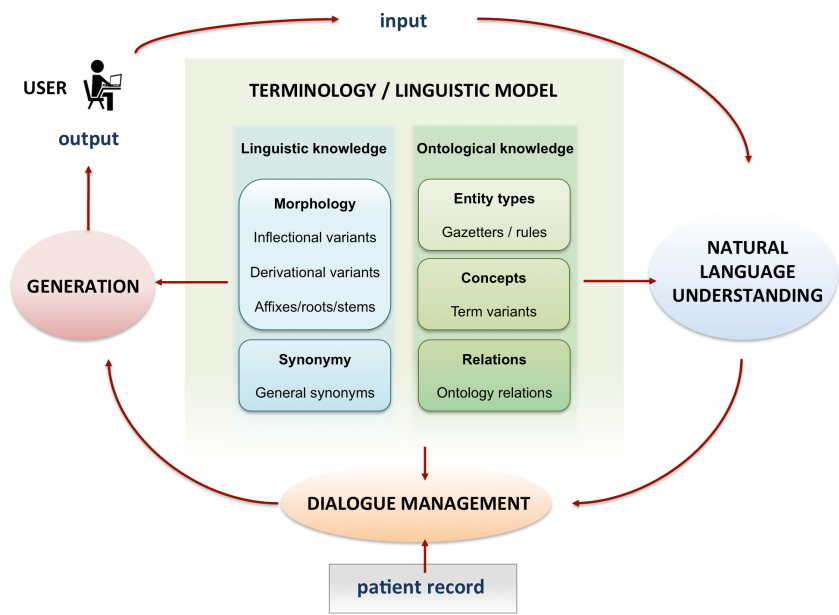 input
USER
output
TERMINOLOGY / LINGUISTIC MODEL
Linguistic knowledge
Morphology
Inflectional variants
Derivational variants
Affixes/roots/stems
Synonymy
General synonyms
Ontological knowledge
Entity types
Gazetters / rules
Concepts
Term variants
Relations
Ontology relations
GENERATION
NATURAL
LANGUAGE
UNDERSTANDING
DIALOGUE MANAGEMENT
patient record